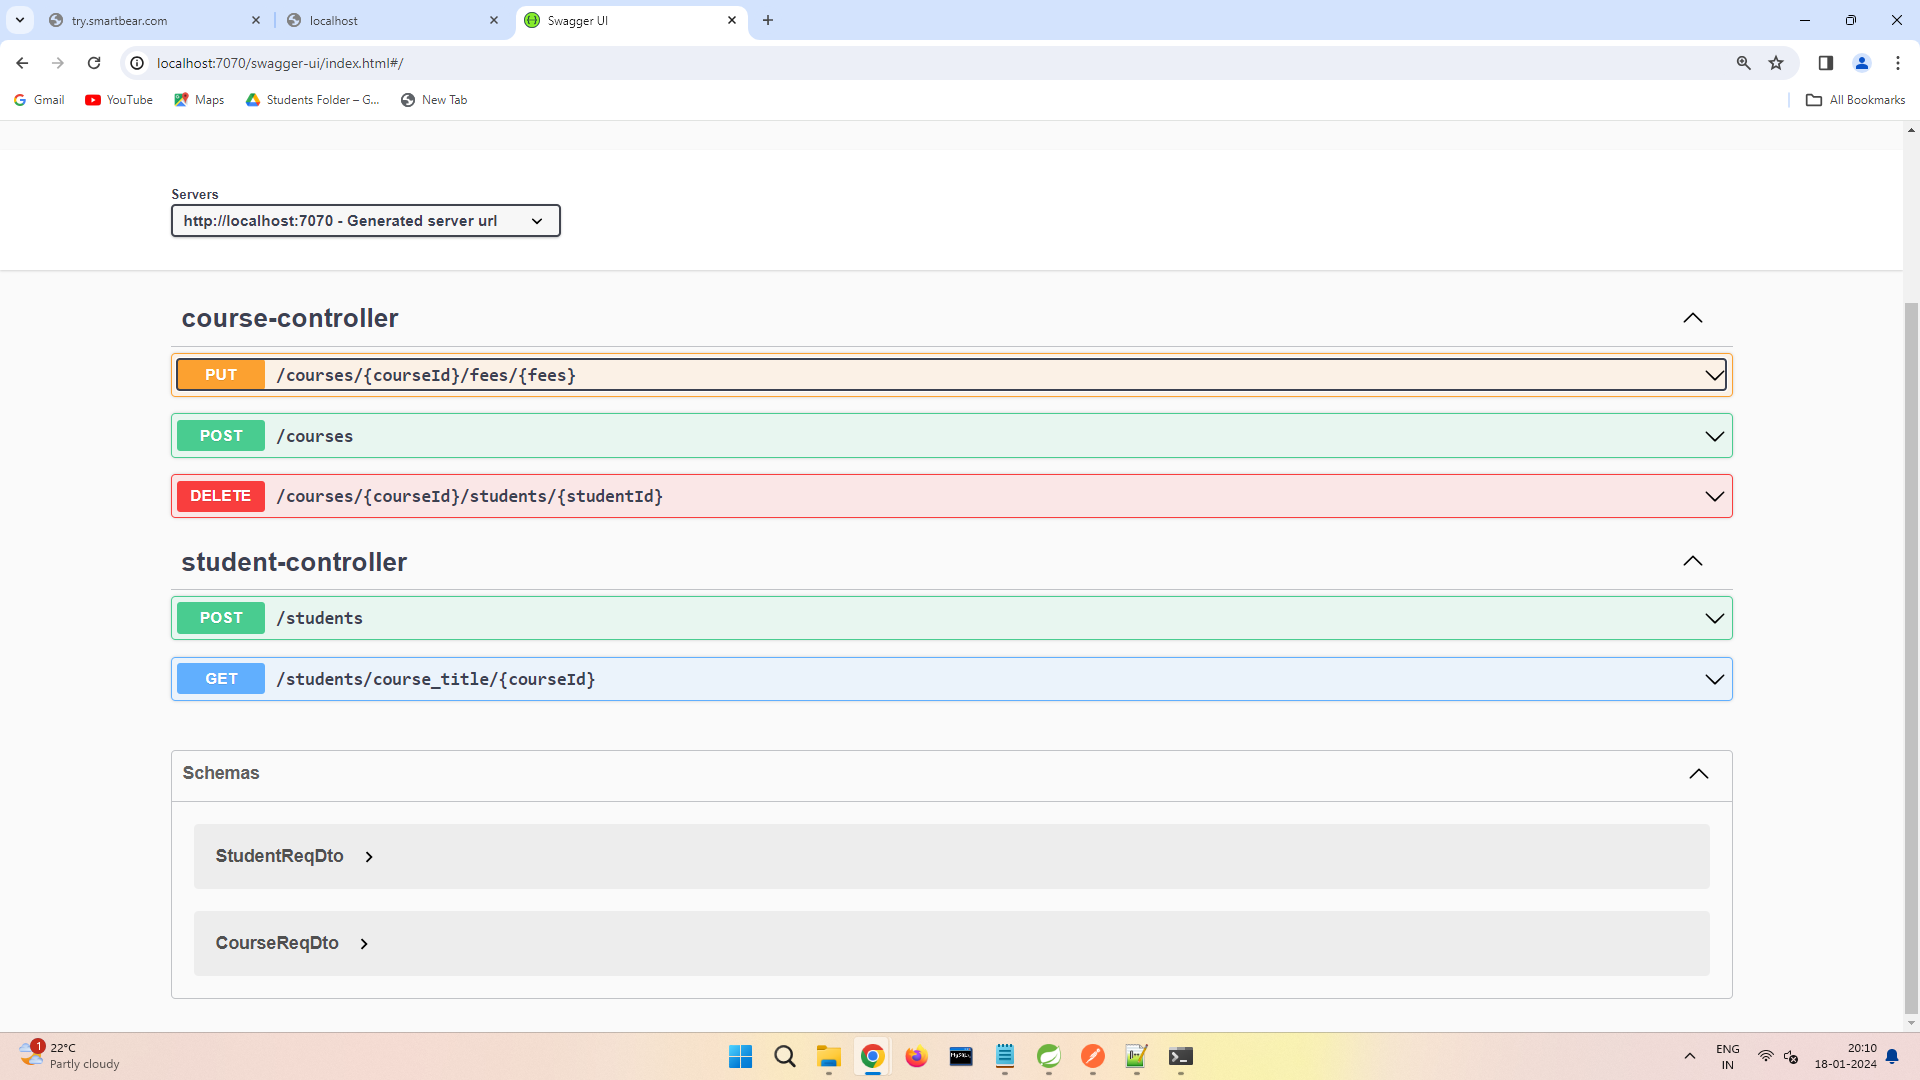 try.smartbear.com
localhost
Swagger UI
localhost:7070/swagger-ui/index.html#/
Gmail
YouTube
Maps
Students Folder – G...
New Tab
All Bookmarks
Servers
http://localhost:7070 - Generated server url
course-controller
PUT /courses/{courseId}/fees/{fees}
POST /courses
DELETE /courses/{courseId}/students/{studentId}
student-controller
POST /students
GET /students/course_title/{courseId}
Schemas
StudentReqDto
CourseReqDto
1
22°C
Partly cloudy
MySQL
ENG
IN
20:10
18-01-2024